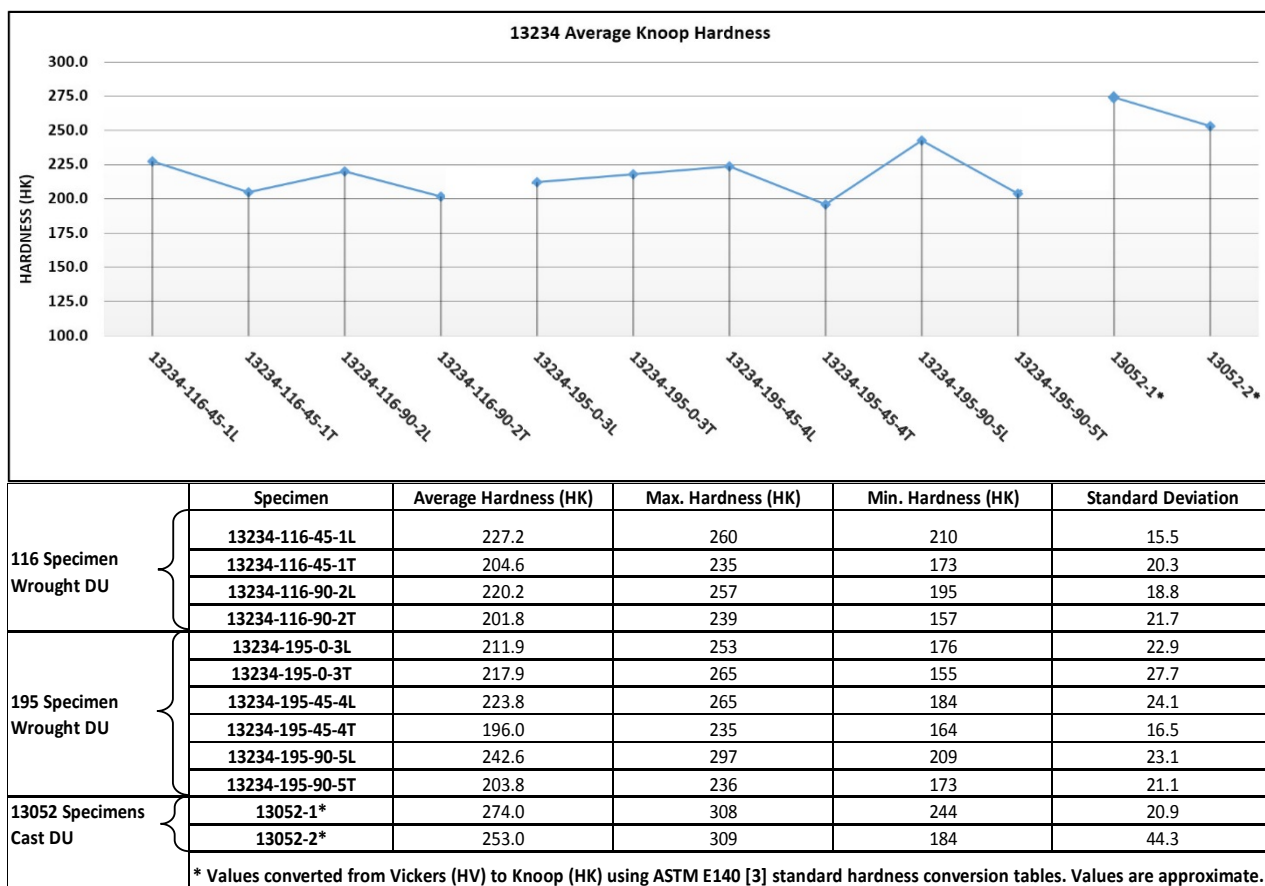 13234 Average Knoop Hardness
300.0
275.0
250.0
225.0
200.0
175.0
150.0
125.0
100.0
HARDNESS (HK)
13234-116-45-1L
13234-116-45-1T
13234-116-90-2L
13234-116-90-2T
13234-195-0-3L
13234-195-0-3T
13234-195-45-4L
13234-195-45-4T
13234-195-90-5L
13234-195-90-5T
13052-1*
13052-2*
Specimen Average Hardness (HK) Max. Hardness (HK) Min. Hardness (HK) Standard Deviation
116 Specimen
Wrought DU
13234-116-45-1L 227.2 260 210 15.5
13234-116-45-1T 204.6 235 173 20.3
13234-116-90-2L 220.2 257 195 18.8
13234-116-90-2T 201.8 239 157 21.7
195 Specimen
Wrought DU
13234-195-0-3L 211.9 253 176 22.9
13234-195-0-3T 217.9 265 155 27.7
13234-195-45-4L 223.8 265 184 24.1
13234-195-45-4T 196.0 235 164 16.5
13234-195-90-5L 242.6 297 209 23.1
13234-195-90-5T 203.8 236 173 21.1
13052 Specimens
Cast DU
13052-1* 274.0 308 244 20.9
13052-2* 253.0 309 184 44.3
* Values converted from Vickers (HV) to Knoop (HK) using ASTM E140 [3] standard hardness conversion tables. Values are approximate.